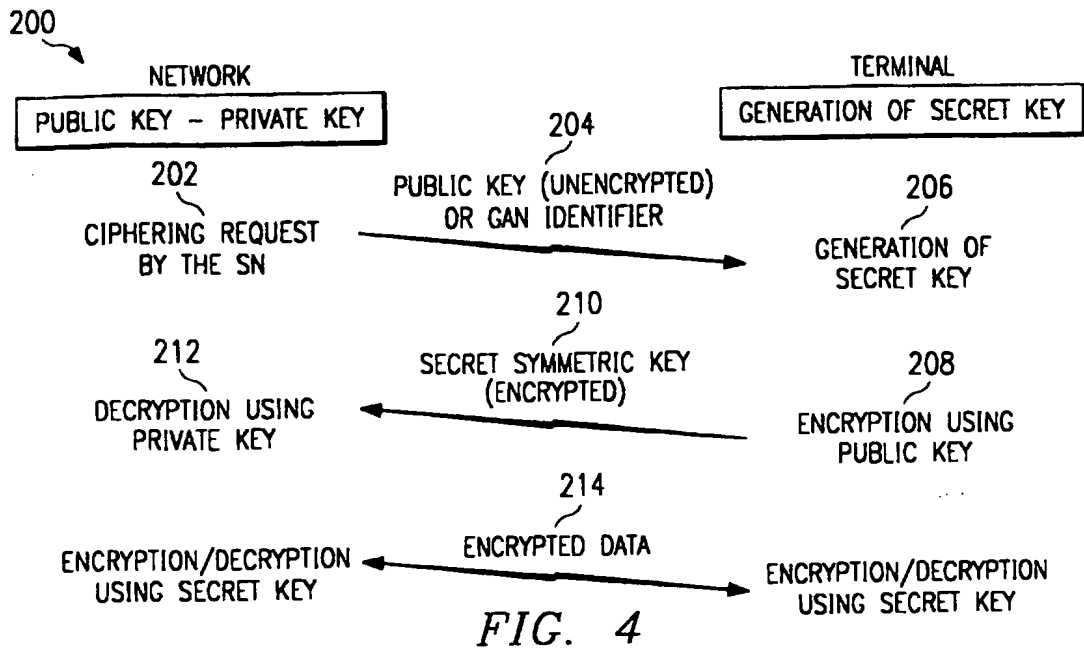 200
NETWORK
TERMINAL
PUBLIC KEY - PRIVATE KEY
GENERATION OF SECRET KEY
204
202
PUBLIC KEY (UNENCRYPTED)
OR GAN IDENTIFIER
206
CIPHERING REQUEST
BY THE SN
GENERATION OF
SECRET KEY
210
212
SECRET SYMMETRIC KEY
(ENCRYPTED)
208
DECRYPTION USING
PRIVATE KEY
ENCRYPTION USING
PUBLIC KEY
214
ENCRYPTED DATA
ENCRYPTION/DECRYPTION
USING SECRET KEY
ENCRYPTION/DECRYPTION
USING SECRET KEY
FIG. 4